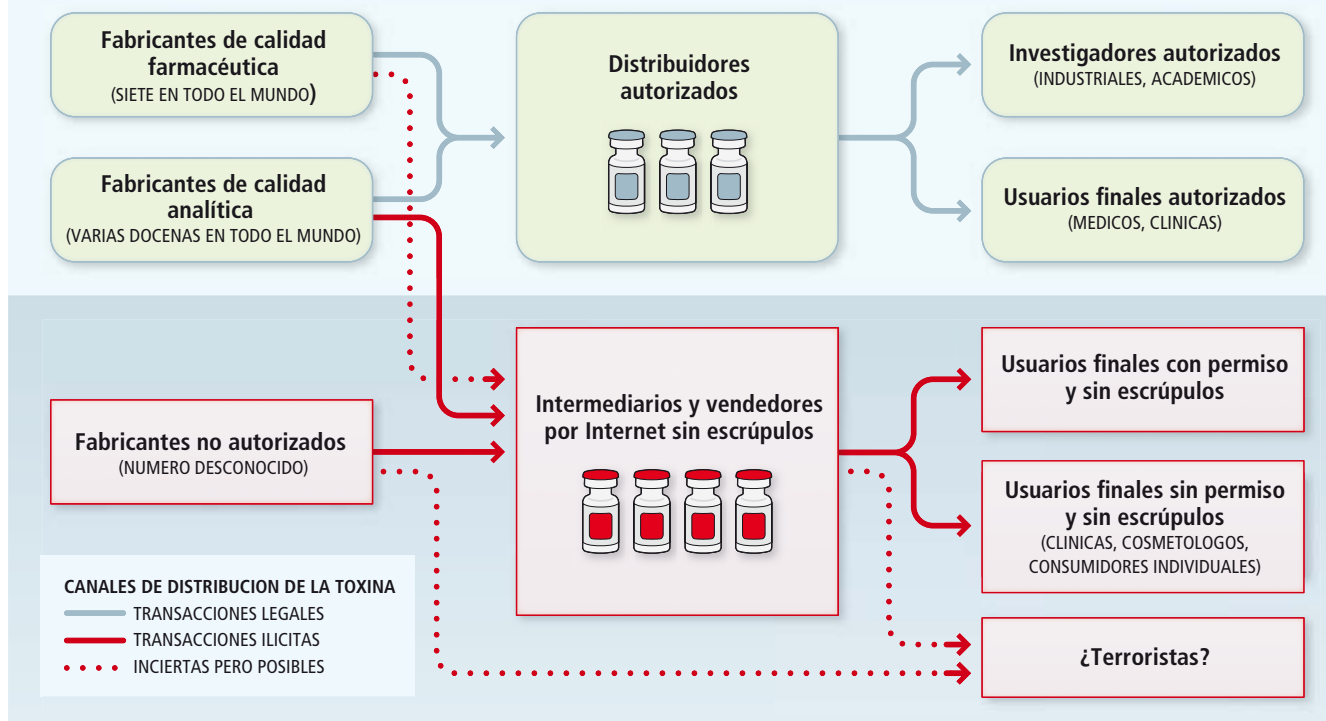 Fabricantes de calidad
farmacéutica
(SIETE EN TODO EL MUNDO)
Distribuidores
autorizados
Investigadores autorizados
(INDUSTRIALES, ACADEMICOS)
Fabricantes de calidad
analítica
(VARIAS DOCENAS EN TODO EL MUNDO)
Usuarios finales autorizados
(MEDICOS, CLINICAS)
Fabricantes no autorizados
(NUMERO DESCONOCIDO)
Intermediarios y vendedores
por Internet sin escrúpulos
Usuarios finales con permiso
y sin escrúpulos
Usuarios finales sin permiso
y sin escrúpulos
(CLINICAS, COSMETOLOGOS,
CONSUMIDORES INDIVIDUALES)
¿Terroristas?
CANALES DE DISTRIBUCION DE LA TOXINA
TRANSACCIONES LEGALES
TRANSACCIONES ILICITAS
INCIERTAS PERO POSIBLES